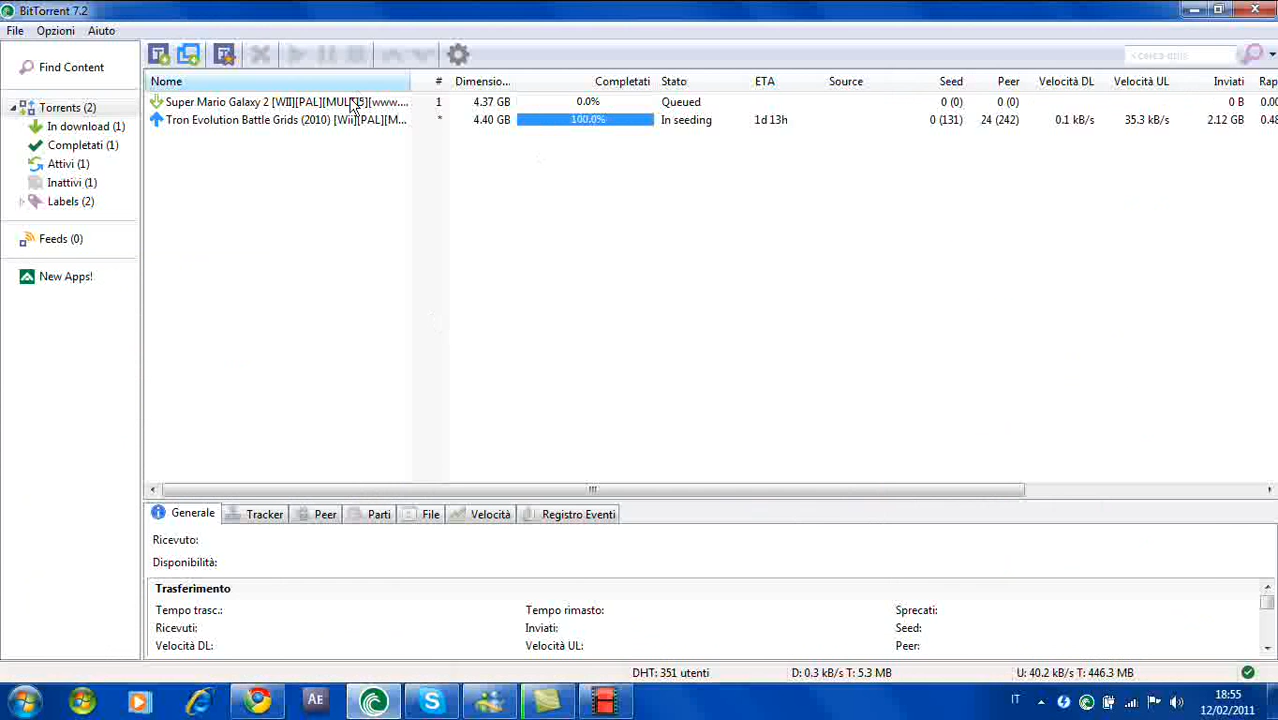 BitTorrent 7.2
File Opzioni Aiuto
Find Content
Torrents (2)
In download (1)
Completati (1)
Attivi (1)
Inattivi (1)
Labels (2)
Feeds (0)
New Apps!
Nome # Dimensio... Completati Stato ETA Source Seed Peer Velocità DL Velocità UL Inviati Rap
Super Mario Galaxy 2 [WII][PAL][MULTI5][www.... 1 4.37 GB 0.0% Queued 0 (0) 0 (0) 0 B
Tron Evolution Battle Grids (2010) [Wii][PAL][M... * 4.40 GB 100.0% In seeding 1d 13h 0 (131) 24 (242) 0.1 kB/s 35.3 kB/s 2.12 GB 0.48
Generale Tracker Peer Parti File Velocità Registro Eventi
Ricevuto:
Disponibilità:
Trasferimento
Tempo trasc.: Tempo rimasto: Sprecati:
Ricevuti: Inviati: Seed:
Velocità DL: Velocità UL: Peer:
DHT: 351 utenti D: 0.3 kB/s T: 5.3 MB U: 40.2 kB/s T: 446.3 MB
AE IT 18:55
12/02/2011